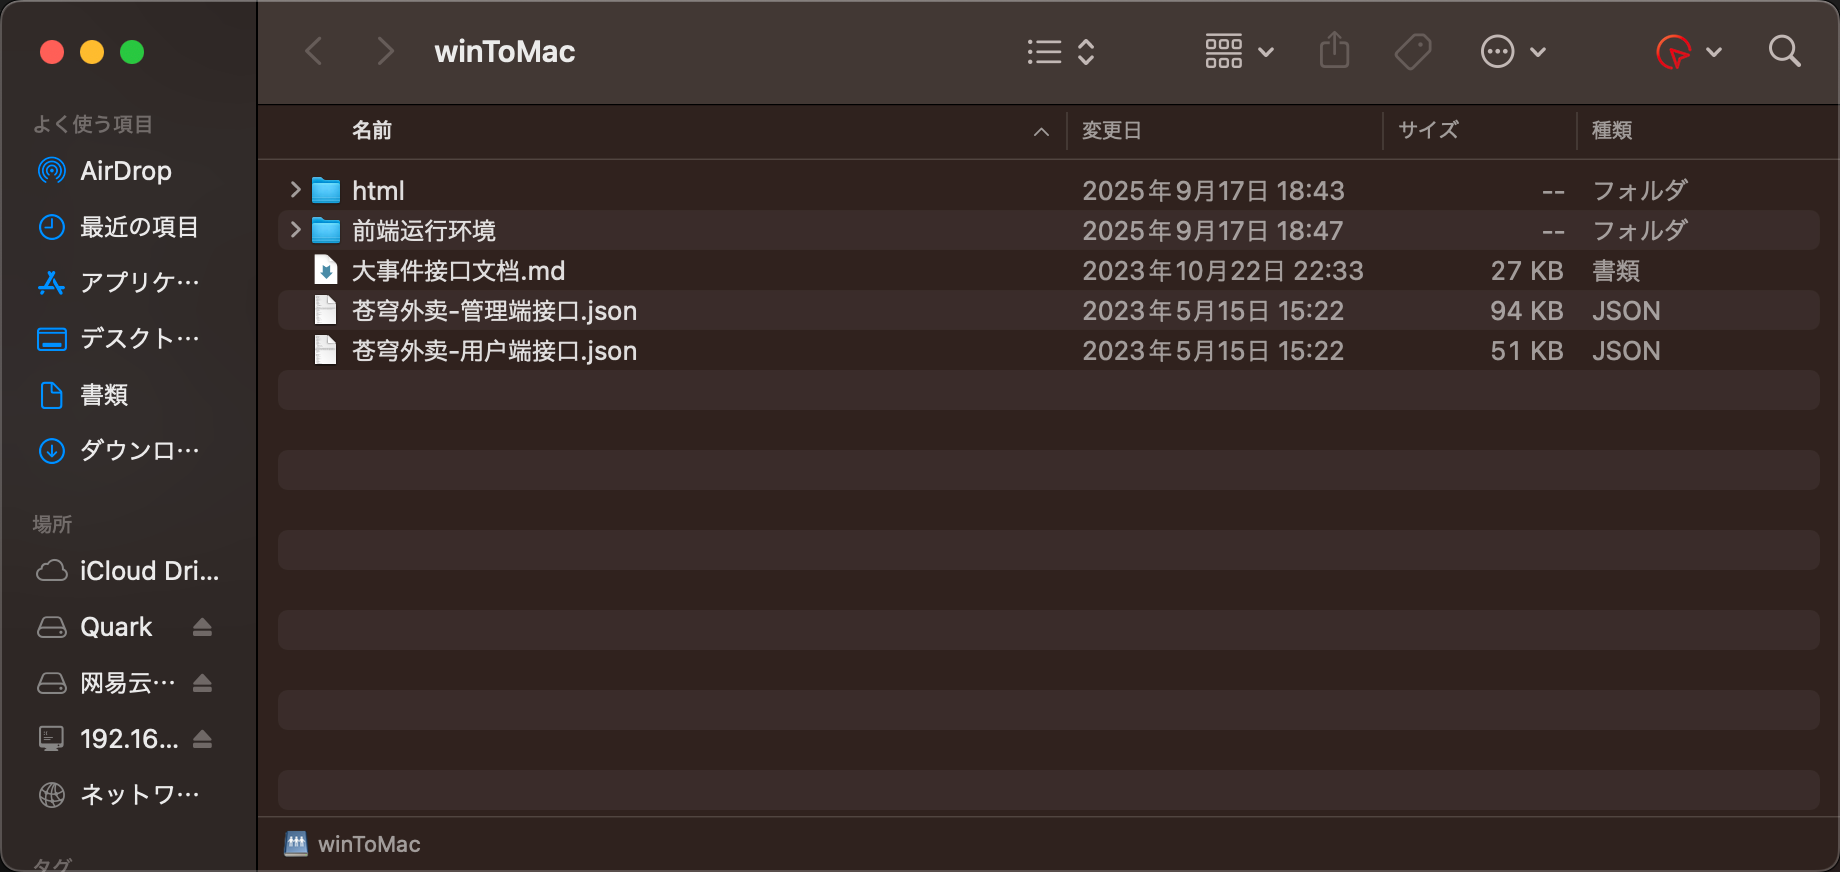 winToMac
よく使う項目
AirDrop
最近の項目
アプリケ…
デスクト…
書類
ダウンロ…
場所
iCloud Dri...
Quark
网易云…
192.16...
ネットワ…
タグ
名前 変更日 サイズ 種類
html 2025年9月17日 18:43 -- フォルダ
前端运行环境 2025年9月17日 18:47 -- フォルダ
大事件接口文档.md 2023年10月22日 22:33 27 KB 書類
苍穹外卖-管理端接口.json 2023年5月15日 15:22 94 KB JSON
苍穹外卖-用户端接口.json 2023年5月15日 15:22 51 KB JSON
winToMac